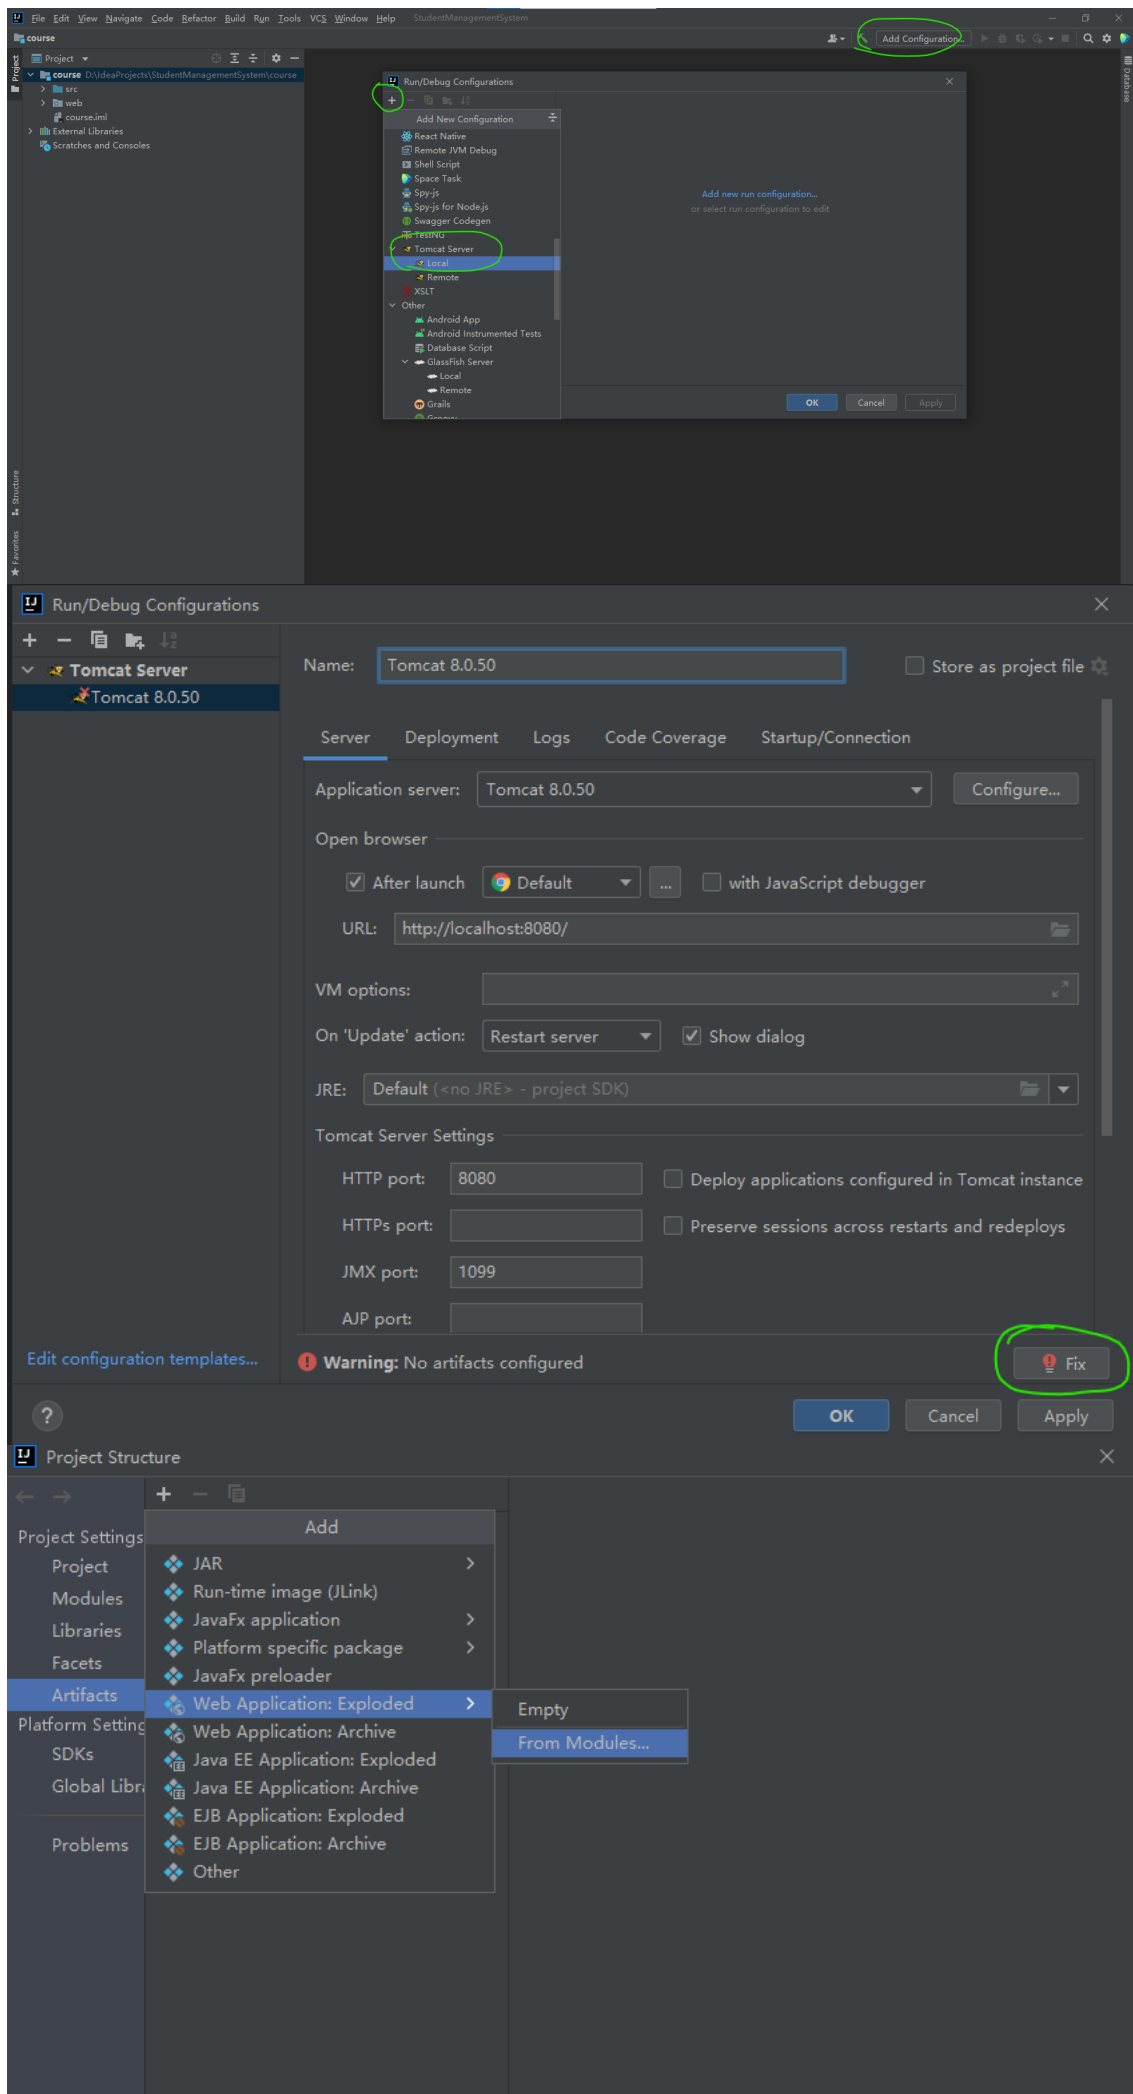 File Edit View Navigate Code Refactor Build Run Tools VCS Window Help StudentManagementSystem
course
Add Configuration...
Project
course D:\IdeaProjects\StudentManagementSystem\course
src
web
course.iml
External Libraries
Scratches and Consoles
Project
Structure
Favorites
Database
Run/Debug Configurations
Add New Configuration
React Native
Remote JVM Debug
Shell Script
Space Task
Spy-js
Spy-js for Node.js
Swagger Codegen
TestNG
Tomcat Server
Local
Remote
XSLT
Other
Android App
Android Instrumented Tests
Database Script
GlassFish Server
Local
Remote
Grails
Groovy
Add new run configuration...
or select run configuration to edit
OK Cancel Apply
Run/Debug Configurations
Tomcat Server
Tomcat 8.0.50
Name: Tomcat 8.0.50 Store as project file
Server Deployment Logs Code Coverage Startup/Connection
Application server: Tomcat 8.0.50 Configure...
Open browser
After launch Default ... with JavaScript debugger
URL: http://localhost:8080/
VM options:
On 'Update' action: Restart server Show dialog
JRE: Default (<no JRE> - project SDK)
Tomcat Server Settings
HTTP port: 8080 Deploy applications configured in Tomcat instance
HTTPs port: Preserve sessions across restarts and redeploys
JMX port: 1099
AJP port:
Edit configuration templates...
Warning: No artifacts configured Fix
? OK Cancel Apply
Project Structure
Project Settings
Project
Modules
Libraries
Facets
Artifacts
Platform Setting
SDKs
Global Libr
Problems
Add
JAR
Run-time image (JLink)
JavaFx application
Platform specific package
JavaFx preloader
Web Application: Exploded
Web Application: Archive
Java EE Application: Exploded
Java EE Application: Archive
EJB Application: Exploded
EJB Application: Archive
Other
Empty
From Modules...